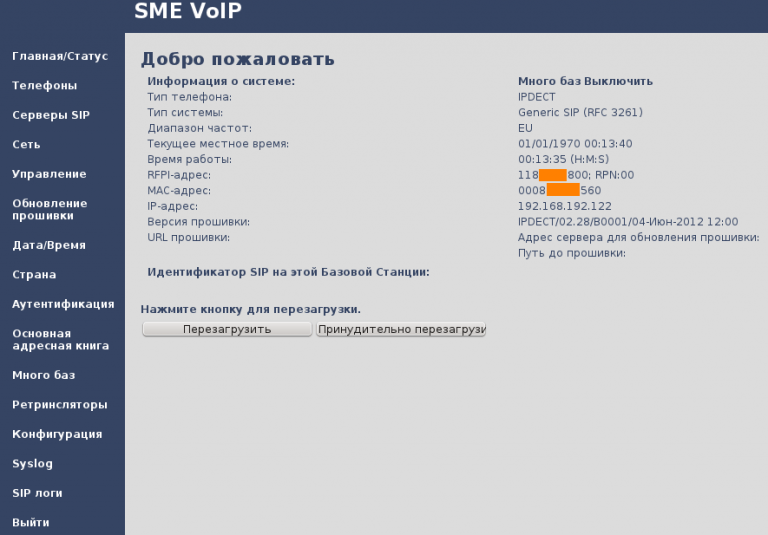 SME VoIP
Главная/Статус
Телефоны
Серверы SIP
Сеть
Управление
Обновление
прошивки
Дата/Время
Страна
Аутентификация
Основная
адресная книга
Много баз
Ретринсляторы
Конфигурация
Syslog
SIP логи
Выйти
Добро пожаловать
Информация о системе: Много баз Выключить
Тип телефона: IPDECT
Тип системы: Generic SIP (RFC 3261)
Диапазон частот: EU
Текущее местное время: 01/01/1970 00:13:40
Время работы: 00:13:35 (H:M:S)
RFPI-адрес: 118 800; RPN:00
MAC-адрес: 0008 560
IP-адрес: 192.168.192.122
Версия прошивки: IPDECT/02.28/B0001/04-Июн-2012 12:00
URL прошивки: Адрес сервера для обновления прошивки:
Путь до прошивки:
Идентификатор SIP на этой Базовой Станции:
Нажмите кнопку для перезагрузки.
Перезагрузить Принудительно перезагрузи